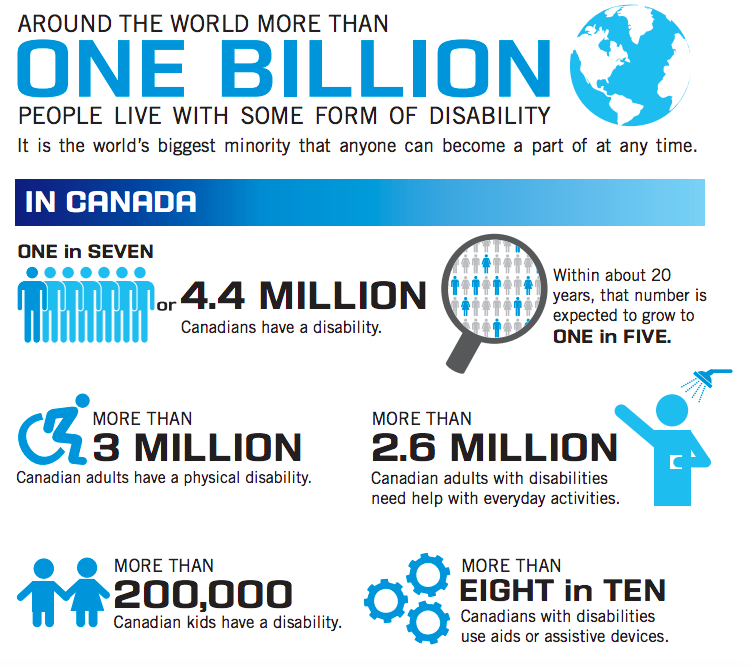 AROUND THE WORLD MORE THAN
ONE BILLION
PEOPLE LIVE WITH SOME FORM OF DISABILITY
It is the world's biggest minority that anyone can become a part of at any time.
IN CANADA
ONE in SEVEN
or 4.4 MILLION
Canadians have a disability.
Within about 20
years, that number is
expected to grow to
ONE in FIVE.
MORE THAN
3 MILLION
Canadian adults have a physical disability.
MORE THAN
2.6 MILLION
Canadian adults with disabilities
need help with everyday activities.
MORE THAN
200,000
Canadian kids have a disability.
MORE THAN
EIGHT in TEN
Canadians with disabilities
use aids or assistive devices.